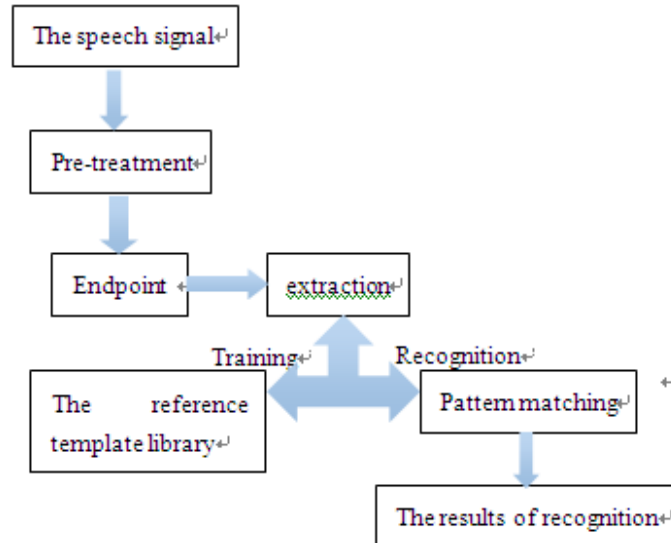 The speech signal
Pre-treatment
Endpoint
extraction
Training
Recognition
The reference
template library
Pattern matching
The results of recognition